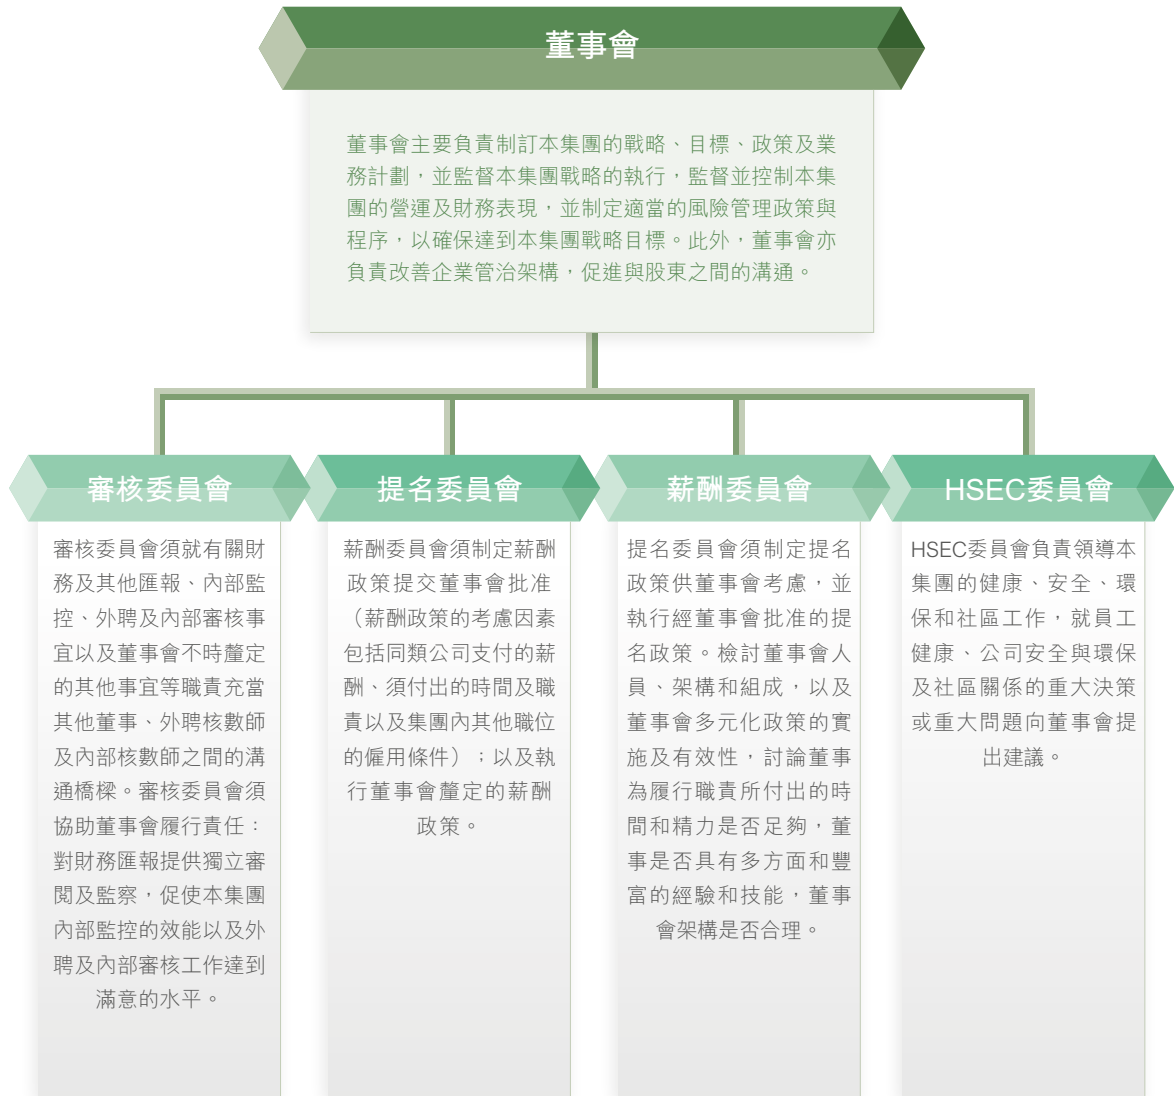 董事會
董事會主要負責制訂本集團的戰略、目標、政策及業
務計劃，並監督本集團戰略的執行，監督並控制本集
團的營運及財務表現，並制定適當的風險管理政策與
程序，以確保達到本集團戰略目標。此外，董事會亦
負責改善企業管治架構，促進與股東之間的溝通。
審核委員會
審核委員會須就有關財
務及其他匯報、內部監
控、外聘及內部審核事
宜以及董事會不時釐定
的其他事宜等職責充當
其他董事、外聘核數師
及內部核數師之間的溝
通橋樑。審核委員會須
協助董事會履行責任：
對財務匯報提供獨立審
閱及監察，促使本集團
內部監控的效能以及外
聘及內部審核工作達到
滿意的水平。
提名委員會
薪酬委員會須制定薪酬
政策提交董事會批准
（薪酬政策的考慮因素
包括同類公司支付的薪
酬、須付出的時間及職
責以及集團內其他職位
的僱用條件）；以及執
行董事會釐定的薪酬
政策。
薪酬委員會
提名委員會須制定提名
政策供董事會考慮，並
執行經董事會批准的提
名政策。檢討董事會人
員、架構和組成，以及
董事會多元化政策的實
施及有效性，討論董事
為履行職責所付出的時
間和精力是否足夠，董
事是否具有多方面和豐
富的經驗和技能，董事
會架構是否合理。
HSEC委員會
HSEC委員會負責領導本
集團的健康、安全、環
保和社區工作，就員工
健康、公司安全與環保
及社區關係的重大決策
或重大問題向董事會提
出建議。